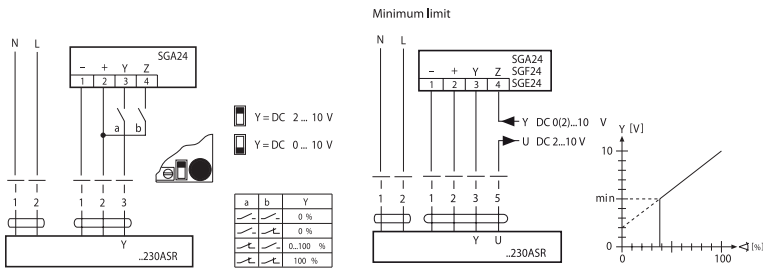 Minimum limit
N L
SGA24
– + Y Z
1 2 3 4
a b
Y = DC 2 ... 10 V
Y = DC 0 ... 10 V
1 2 1 2 3
Y
..230ASR
a b Y
0 %
0 %
0...100 %
100 %
N L
SGA24
SGF24
SGE24
– + Y Z
1 2 3 4
Y DC 0(2)...10 V
U DC 2...10 V
1 2 1 2 3 5
Y U
..230ASR
Y [V]
10
min
0
0 100 [%]